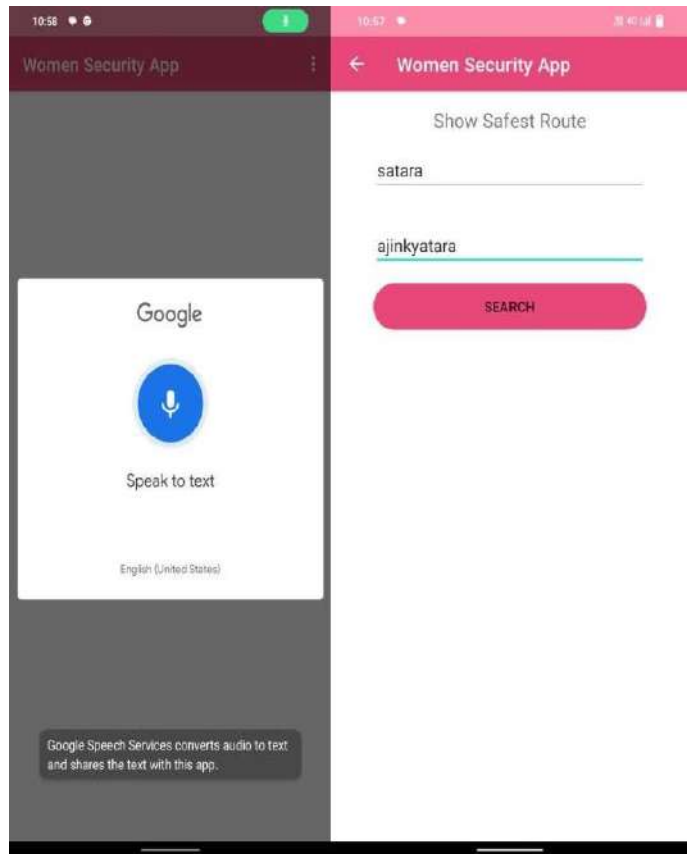 10:58
Women Security App
Google
Speak to text
English (United States)
Google Speech Services converts audio to text
and shares the text with this app.
10:57
Women Security App
Show Safest Route
satara
ajinkyatara
SEARCH